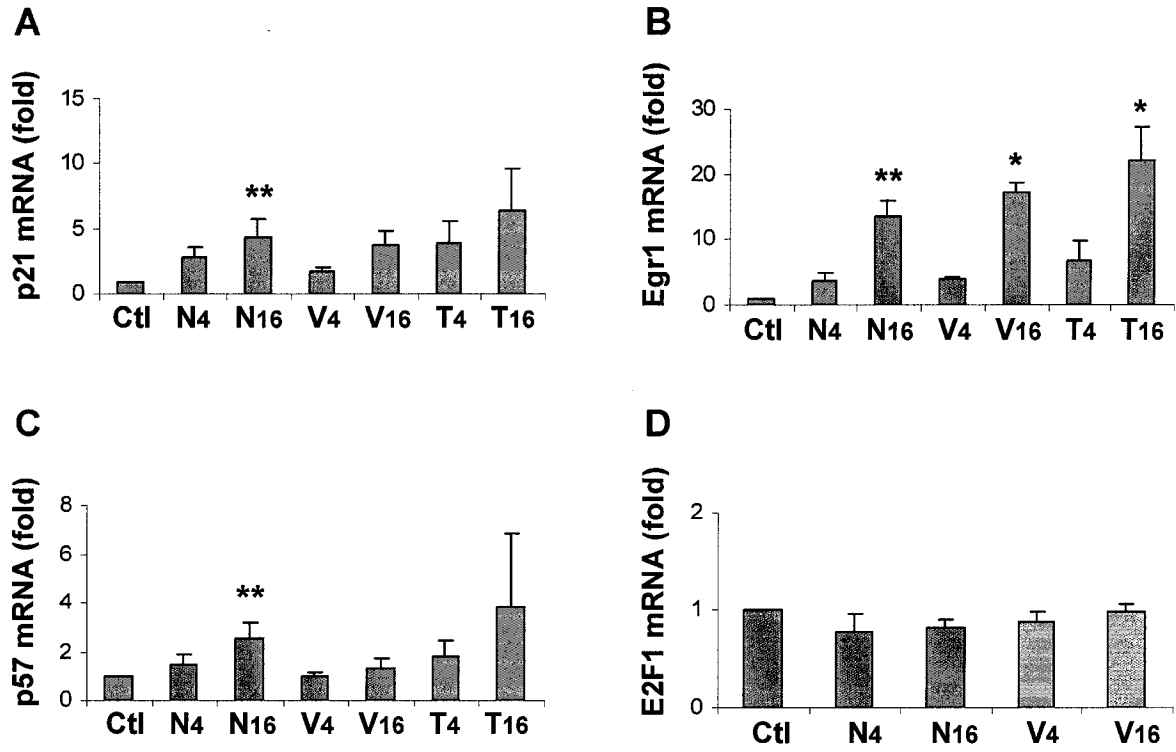 A
p21 mRNA (fold)
15
10
5
0
**
Ctl N4 N16 V4 V16 T4 T16
B
Egr1 mRNA (fold)
30
20
10
0
** * *
Ctl N4 N16 V4 V16 T4 T16
C
p57 mRNA (fold)
8
6
4
2
0
**
Ctl N4 N16 V4 V16 T4 T16
D
E2F1 mRNA (fold)
2
1
0
Ctl N4 N16 V4 V16